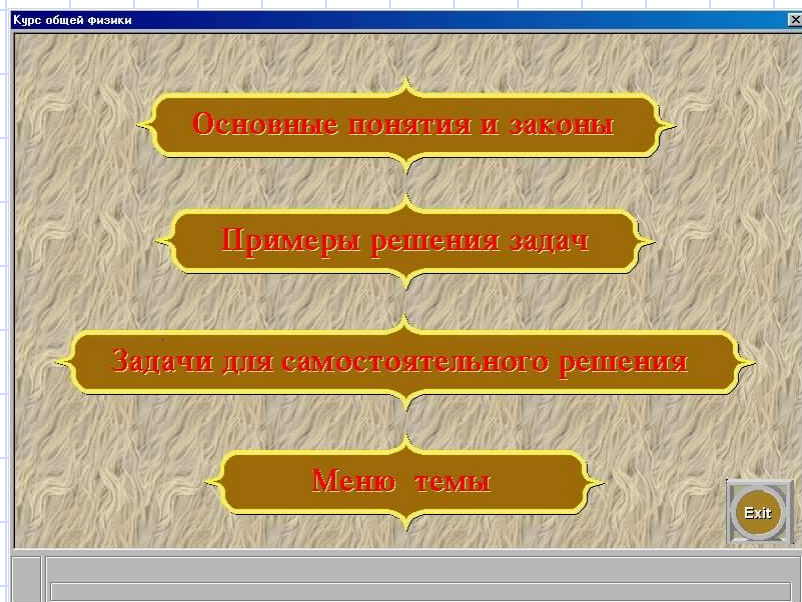 Курс общей физики
Основные понятия и законы
Примеры решения задач
Задачи для самостоятельного решения
Меню темы
Exit